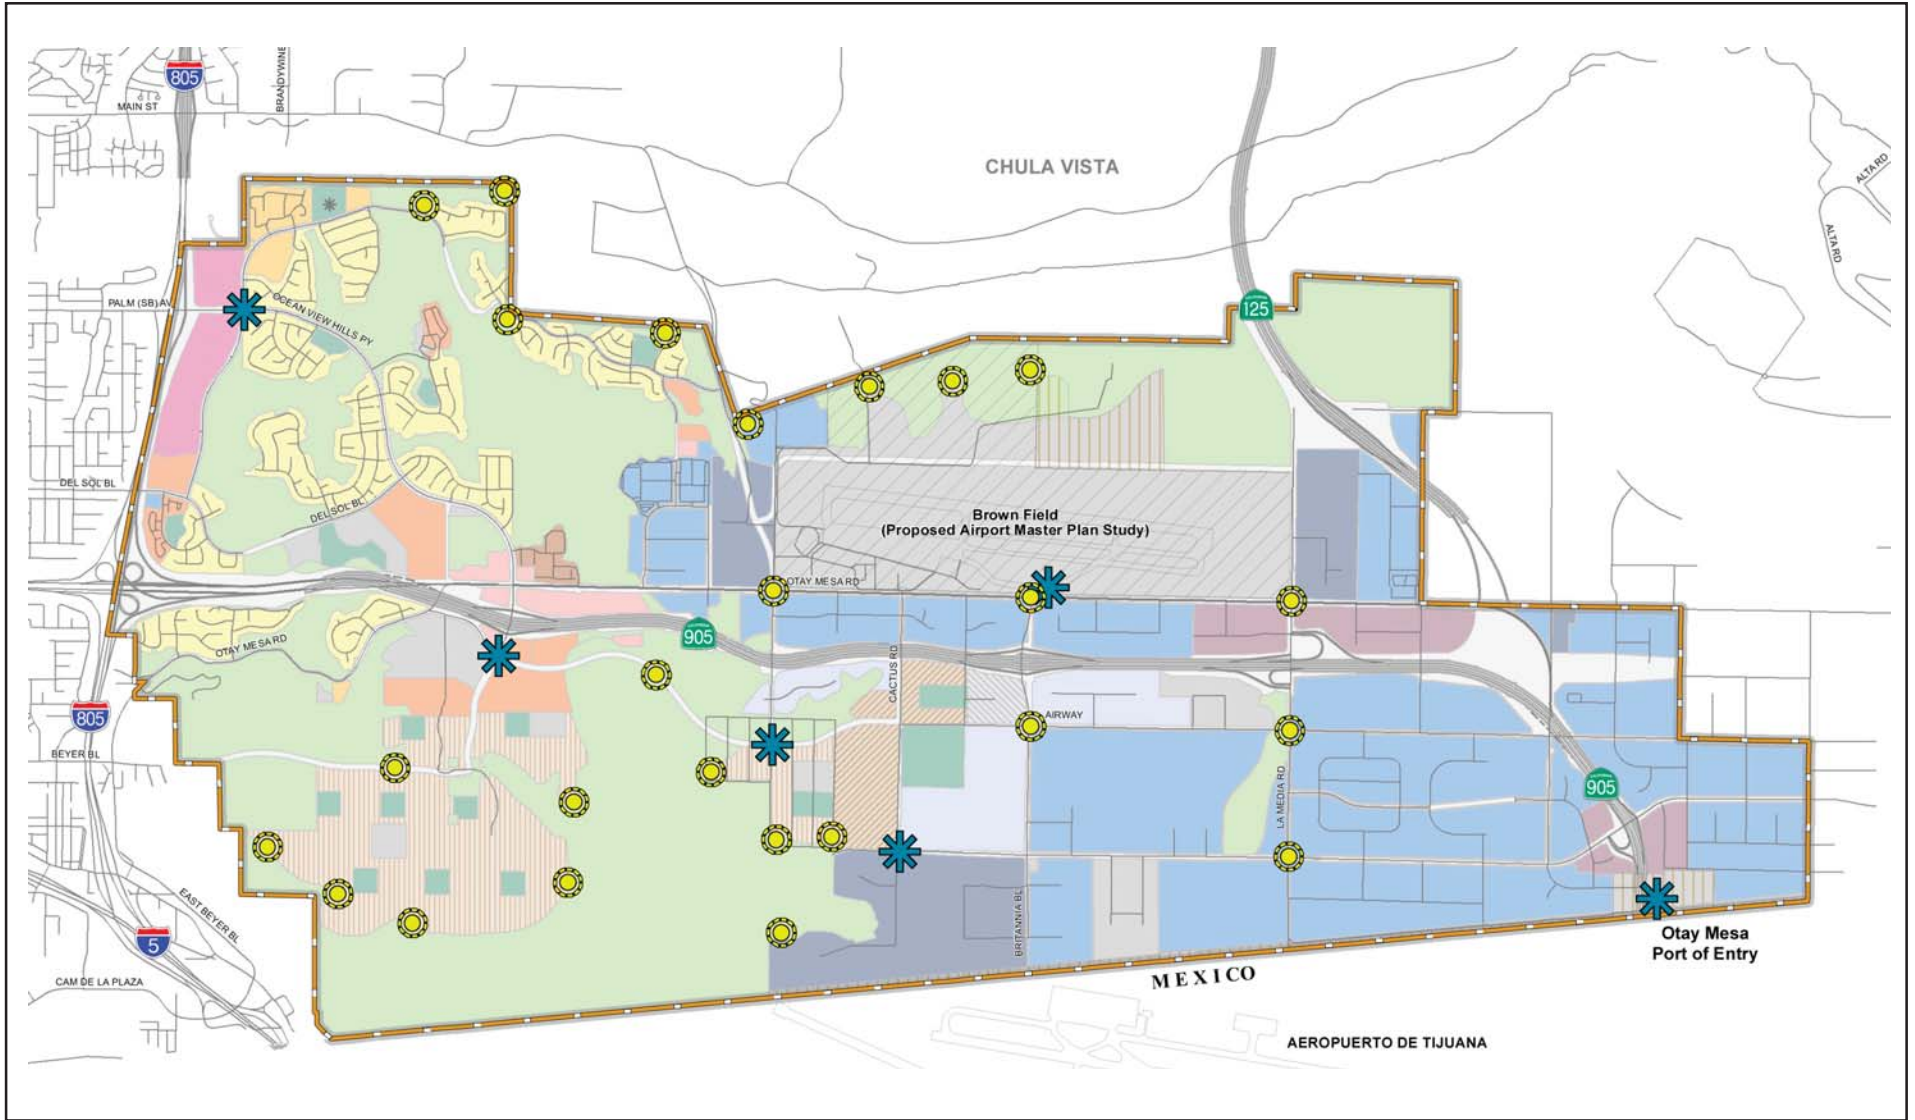 805
MAIN ST
BRANDYWINE
CHULA VISTA
ALTA RD
ALTA RD
PALM (SB) AV
OCEAN VIEW HILLS PY
125
DEL SOL BL
DEL SOL BL
Brown Field
(Proposed Airport Master Plan Study)
OTAY MESA RD
OTAY MESA RD
905
CACTUS RD
805
AIRWAY
BEYER BL
LA MEDIA RD
905
EAST BEYER BL
5
BRITANNIA BL
Otay Mesa
Port of Entry
CAM DE LA PLAZA
MEXICO
AEROPUERTO DE TIJUANA